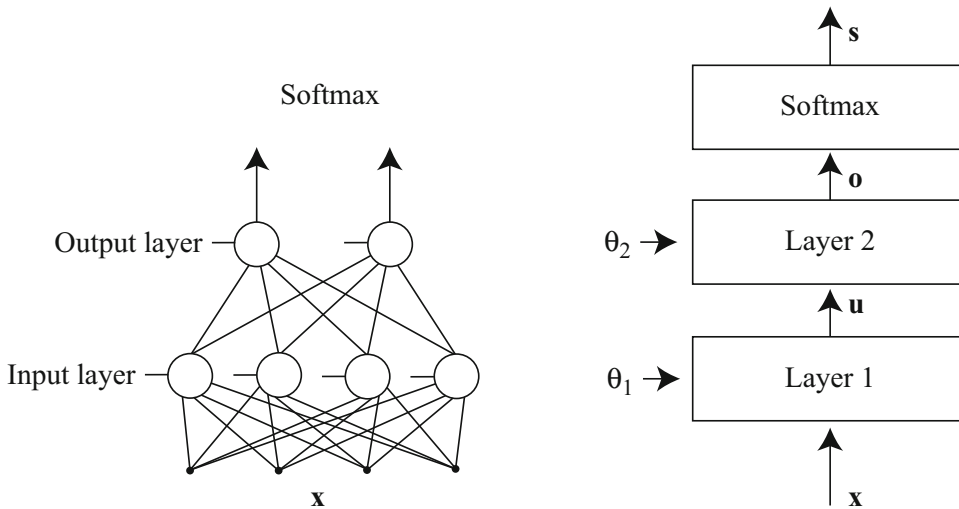 Softmax
Output layer
Input layer
x
s
Softmax
o
θ2
Layer 2
u
θ1
Layer 1
x